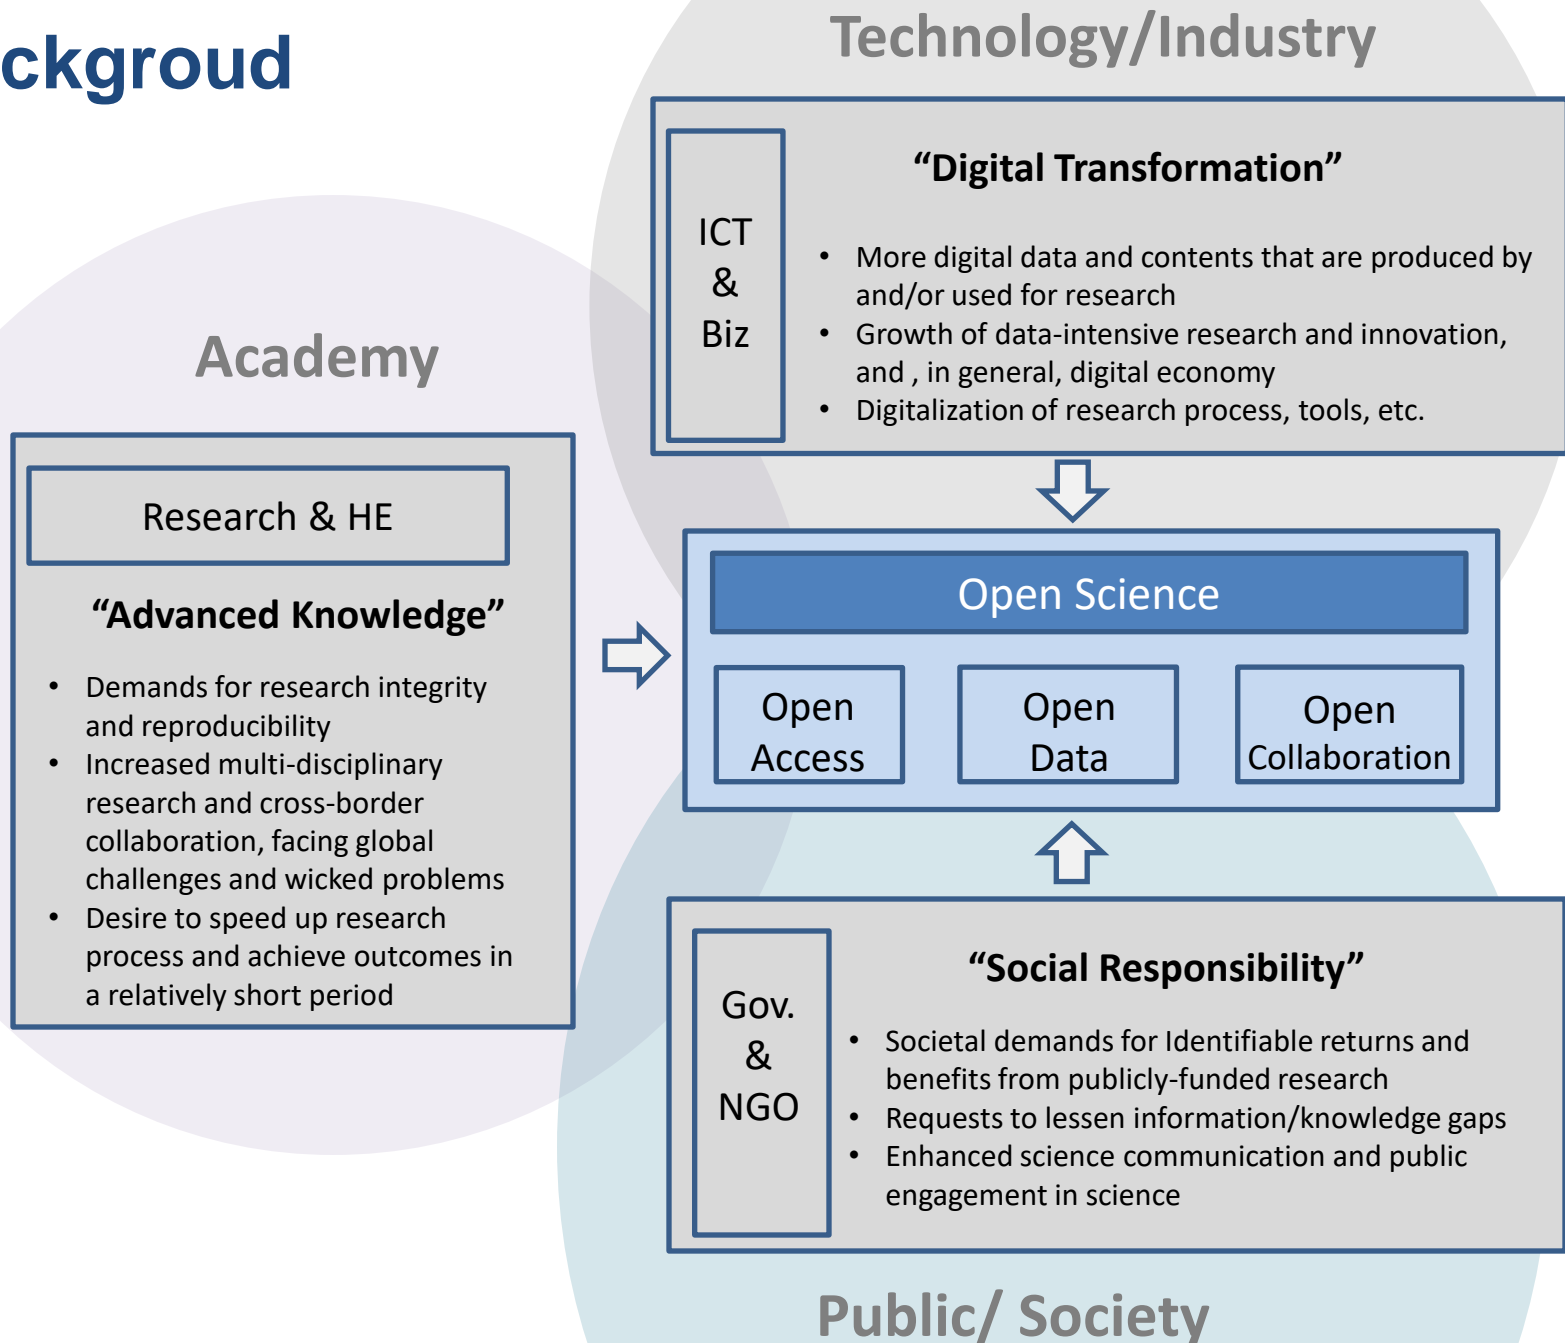 ckgroud
Technology/Industry
ICT
&
Biz
“Digital Transformation”
• More digital data and contents that are produced by
and/or used for research
• Growth of data-intensive research and innovation,
and , in general, digital economy
• Digitalization of research process, tools, etc.
Academy
Research & HE
“Advanced Knowledge”
• Demands for research integrity
and reproducibility
• Increased multi-disciplinary
research and cross-border
collaboration, facing global
challenges and wicked problems
• Desire to speed up research
process and achieve outcomes in
a relatively short period
Open Science
Open
Access
Open
Data
Open
Collaboration
Gov.
&
NGO
“Social Responsibility”
• Societal demands for Identifiable returns and
benefits from publicly-funded research
• Requests to lessen information/knowledge gaps
• Enhanced science communication and public
engagement in science
Public/ Society